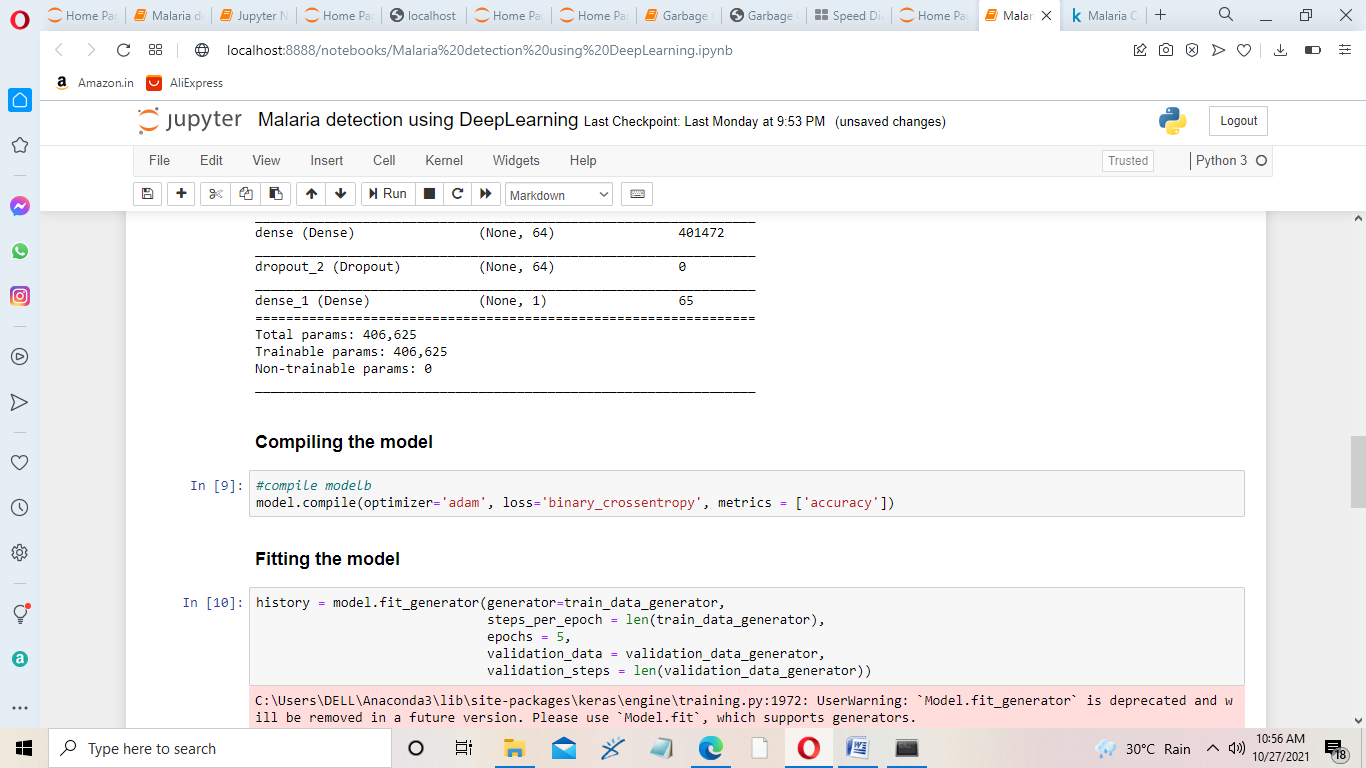 Home Pa
Malaria d
Jupyter N
Home Pa
localhost
Home Pa
Home Pa
Garbage
Garbage
Speed Di
Home Pa
Malar
Malaria C
localhost:8888/notebooks/Malaria%20detection%20using%20DeepLearning.ipynb
Amazon.in AliExpress
jupyter Malaria detection using DeepLearning Last Checkpoint: Last Monday at 9:53 PM (unsaved changes) Logout
File Edit View Insert Cell Kernel Widgets Help Trusted Python 3
Run Markdown
dense (Dense) (None, 64) 401472
dropout_2 (Dropout) (None, 64) 0
dense_1 (Dense) (None, 1) 65
=================================================================
Total params: 406,625
Trainable params: 406,625
Non-trainable params: 0
Compiling the model
In [9]: #compile modelb
model.compile(optimizer='adam', loss='binary_crossentropy', metrics = ['accuracy'])
Fitting the model
In [10]: history = model.fit_generator(generator=train_data_generator,
steps_per_epoch = len(train_data_generator),
epochs = 5,
validation_data = validation_data_generator,
validation_steps = len(validation_data_generator))
C:\Users\DELL\Anaconda3\lib\site-packages\keras\engine\training.py:1972: UserWarning: `Model.fit_generator` is deprecated and w
ill be removed in a future version. Please use `Model.fit`, which supports generators.
Type here to search
30°C Rain
10:56 AM
10/27/2021
18